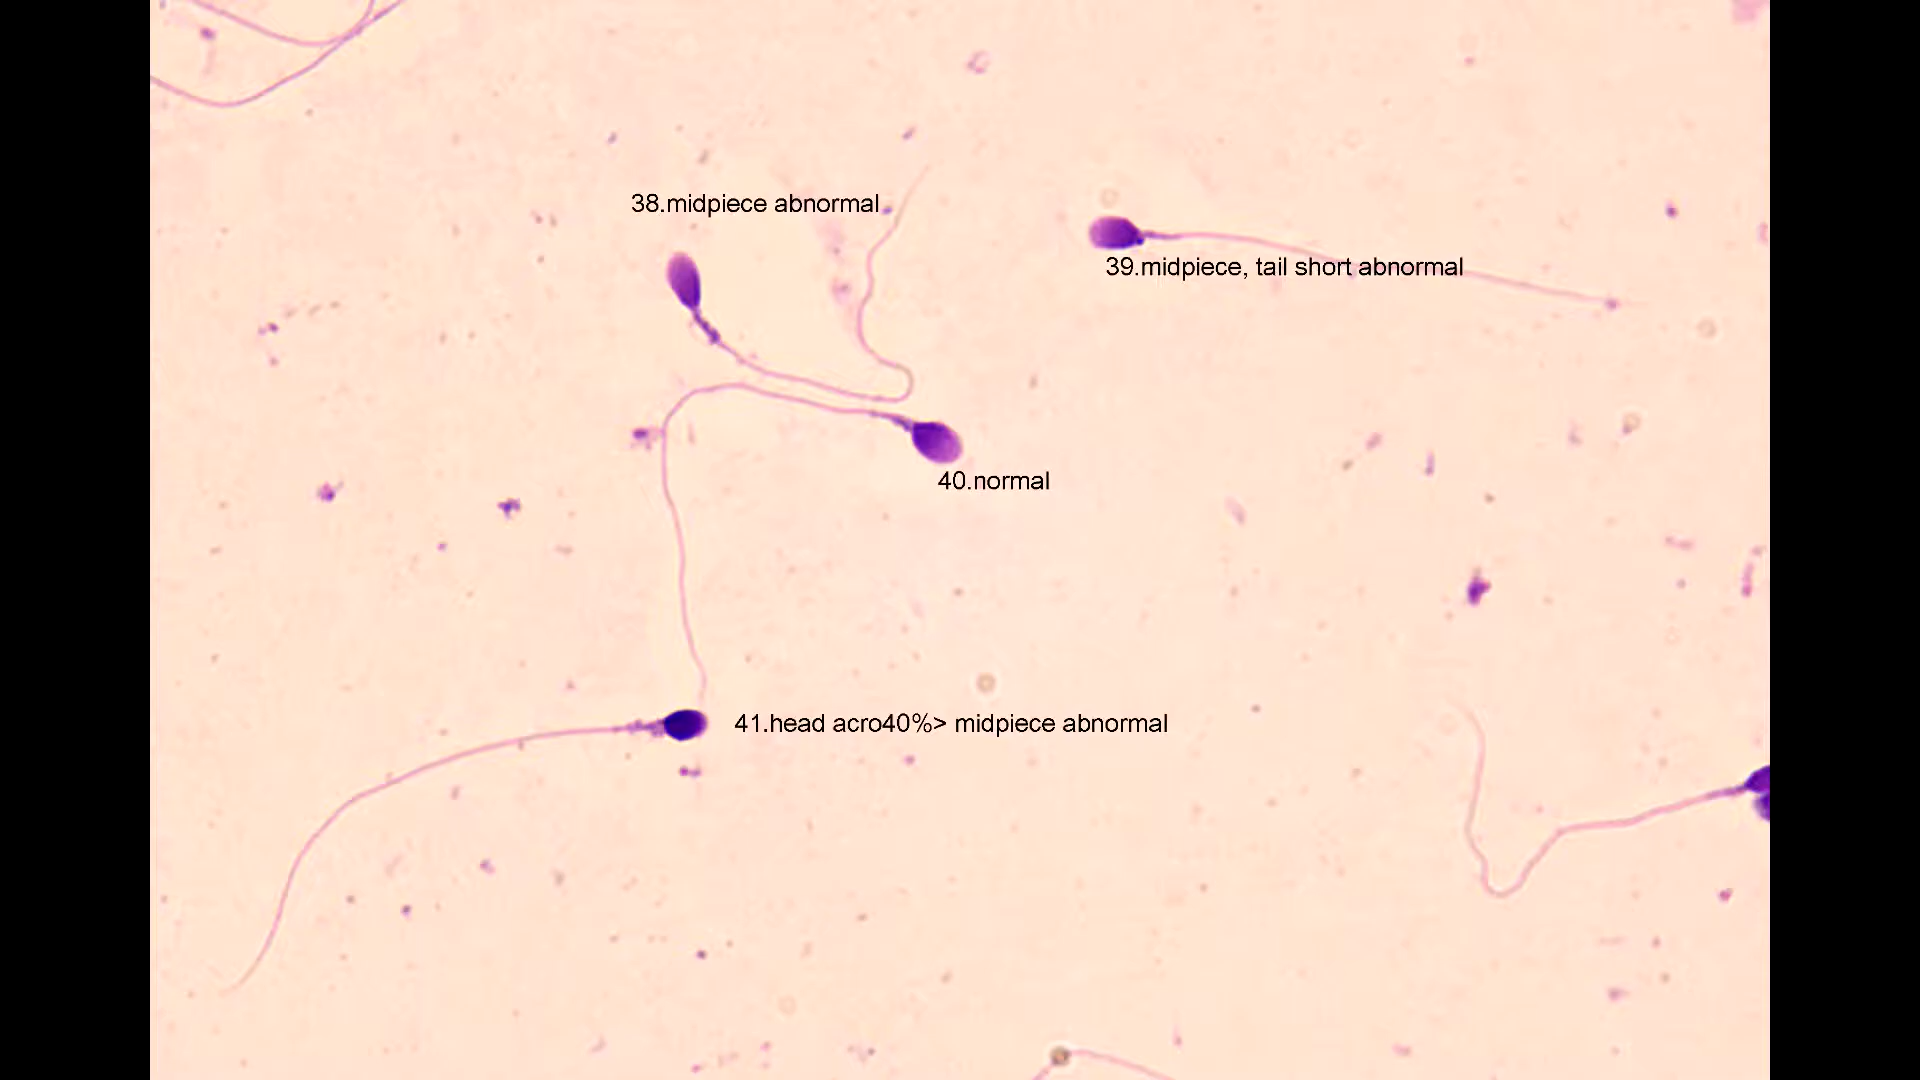 38.midpiece abnormal
39.midpiece, tail short abnormal
40.normal
41.head acro40%> midpiece abnormal